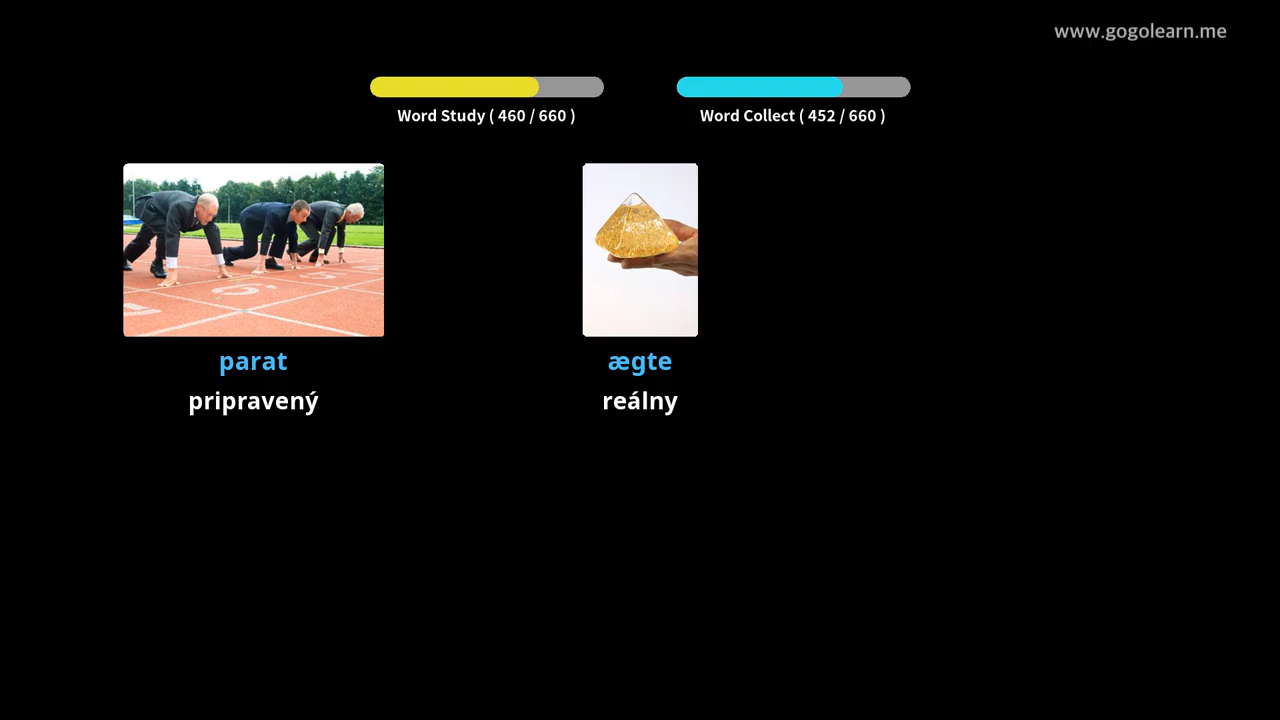 www.gogolearn.me
Word Study ( 460 / 660 )
Word Collect ( 452 / 660 )
parat
pripravený
ægte
reálny